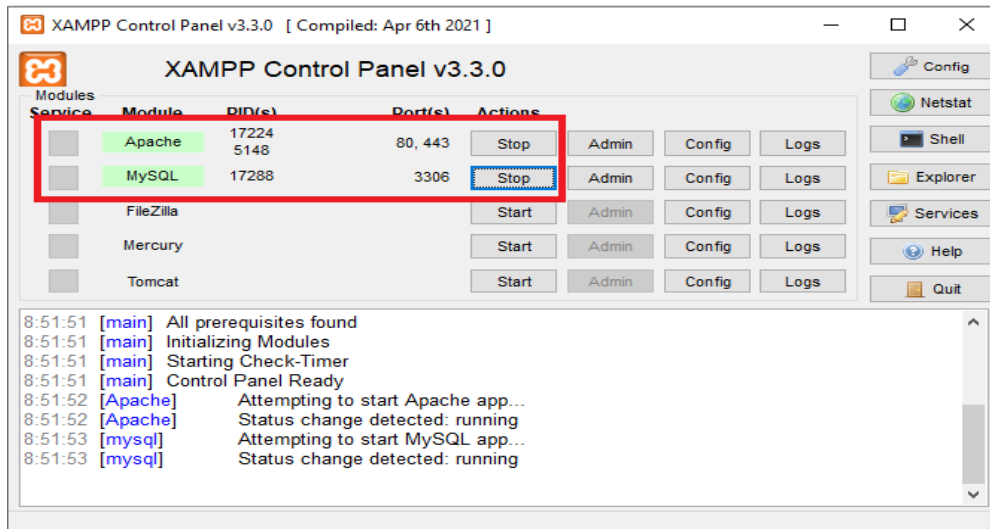 XAMPP Control Panel v3.3.0 [ Compiled: Apr 6th 2021 ]
XAMPP Control Panel v3.3.0
Config
Modules
Netstat
Service Module PID(s) Port(s) Actions
Apache 17224 5148 80, 443 Stop Admin Config Logs
Shell
MySQL 17288 3306 Stop Admin Config Logs
Explorer
FileZilla Start Admin Config Logs
Services
Mercury Start Admin Config Logs
Help
Tomcat Start Admin Config Logs
Quit
8:51:51 [main] All prerequisites found
8:51:51 [main] Initializing Modules
8:51:51 [main] Starting Check-Timer
8:51:51 [main] Control Panel Ready
8:51:52 [Apache] Attempting to start Apache app...
8:51:52 [Apache] Status change detected: running
8:51:53 [mysql] Attempting to start MySQL app...
8:51:53 [mysql] Status change detected: running